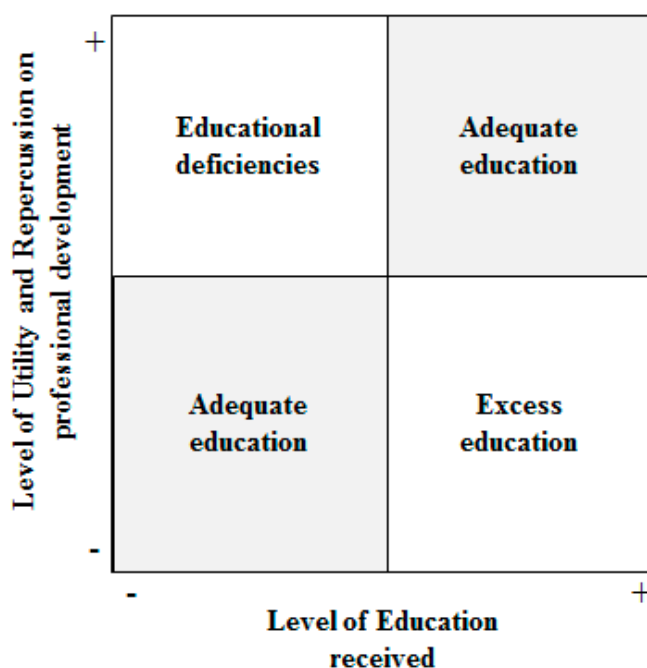 +
Educational
deficiencies
Adequate
education
Level of Utility and Repercussion on
professional development
Adequate
education
Excess
education
-
-
+
Level of Education
received